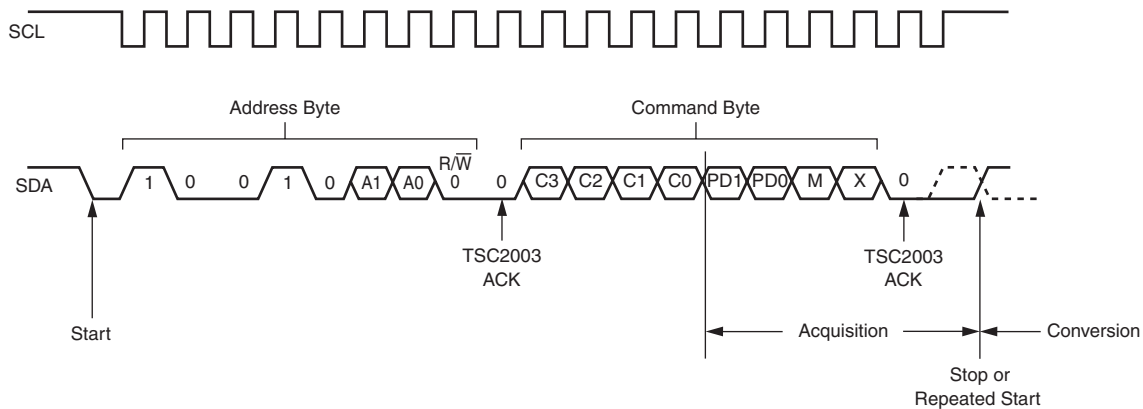 SCL
Address Byte
Command Byte
R/W
SDA
1 0 0 1 0 A1 A0 0 0 C3 C2 C1 C0 PD1 PD0 M X 0
TSC2003
ACK
TSC2003
ACK
Start
Acquisition
Conversion
Stop or
Repeated Start